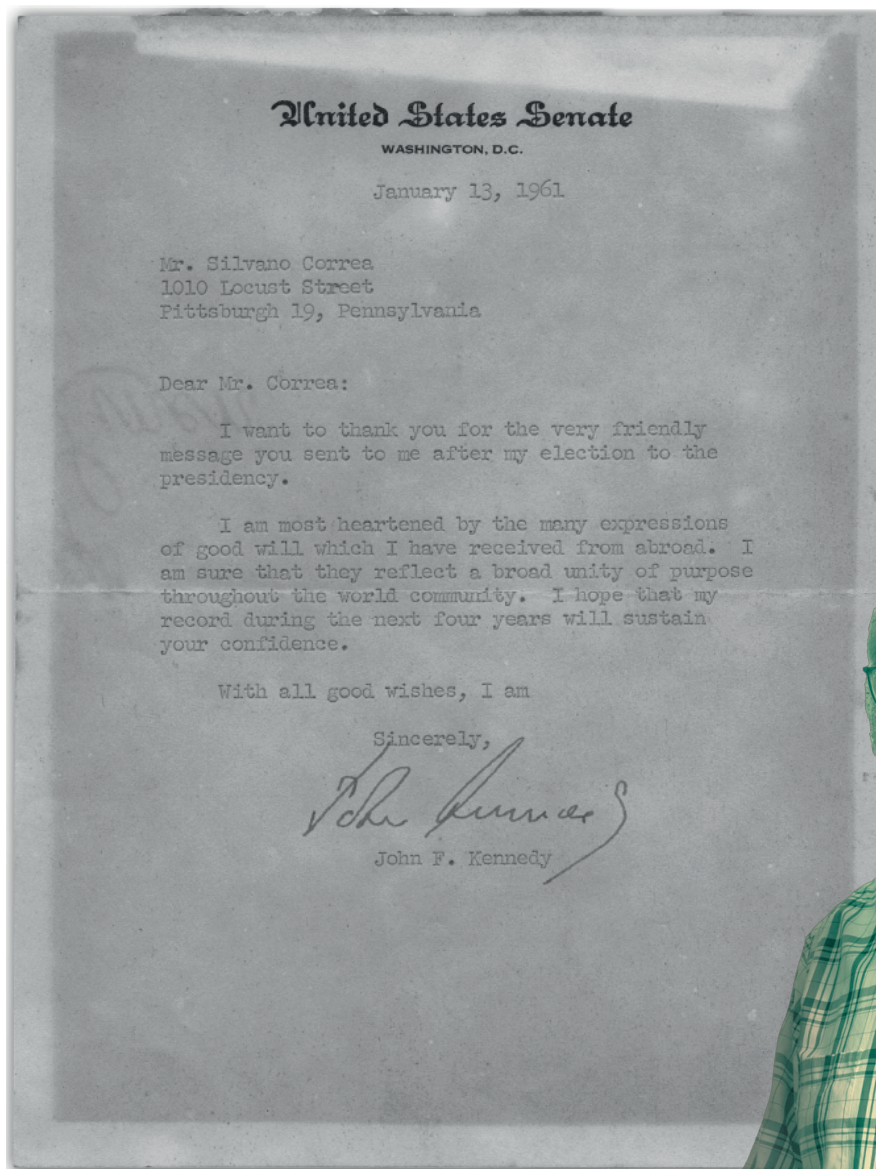 United States Senate
WASHINGTON, D.C.
January 13, 1961
Mr. Silvano Correa
1010 Locust Street
Pittsburgh 19, Pennsylvania
Dear Mr. Correa:
I want to thank you for the very friendly
message you sent to me after my election to the
presidency.
I am most heartened by the many expressions
of good will which I have received from abroad. I
am sure that they reflect a broad unity of purpose
throughout the world community. I hope that my
record during the next four years will sustain
your confidence.
With all good wishes, I am
Sincerely,
John Kennedy
John F. Kennedy